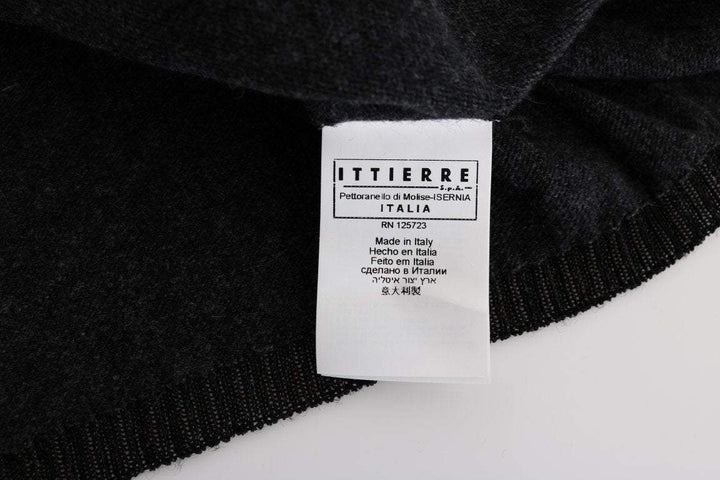 ITTIERRE
S.p.A.
Pettoranello di Molise-ISERNIA
ITALIA
RN 125723
Made in Italy
Hecho en Italia
Feito em Italia
сделано в Италии
ארץ יצור איטליה
意大利製